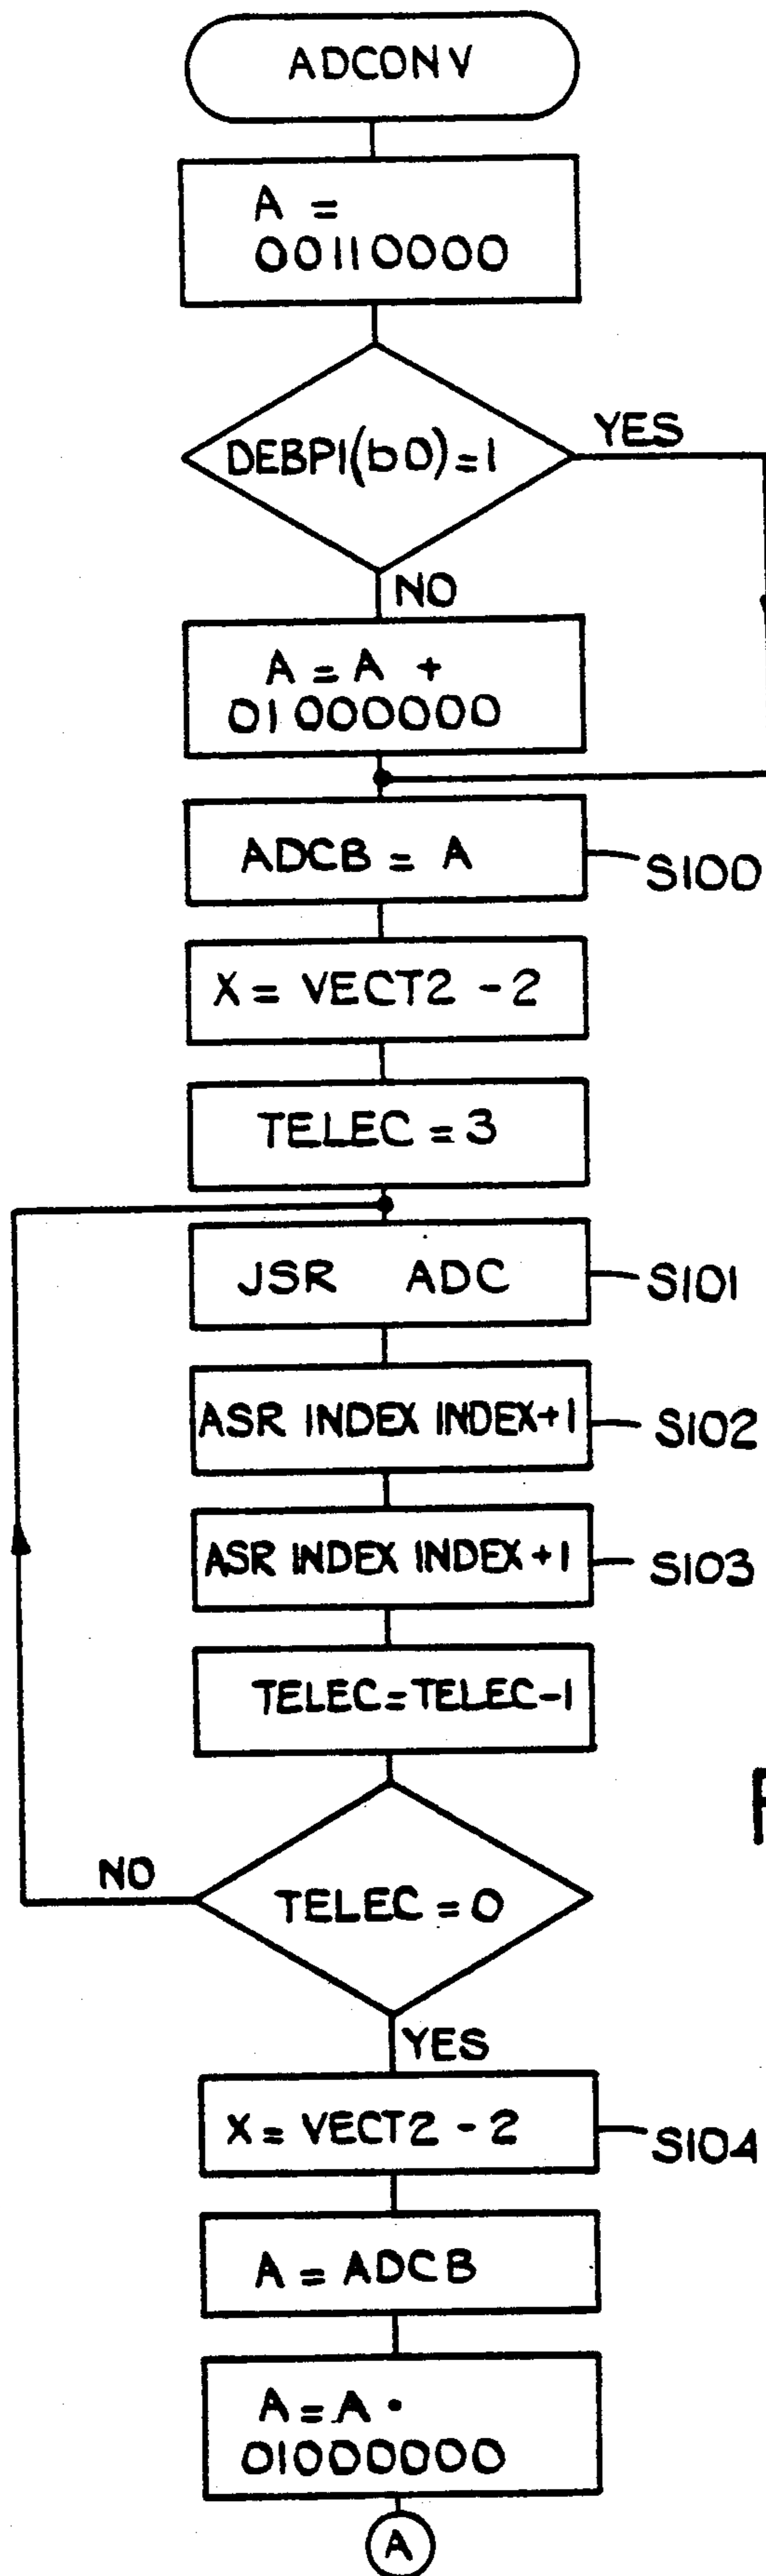 ADCONV
A =
00110000
DEBP1(b0)=1
YES
NO
A = A +
01000000
ADCB = A
S100
X = VECT2 - 2
TELEC = 3
JSR ADC
S101
ASR INDEX INDEX+1
S102
ASR INDEX INDEX+1
S103
TELEC=TELEC-1
NO
TELEC = 0
YES
X = VECT2 - 2
S104
A = ADCB
A = A •
01000000
A